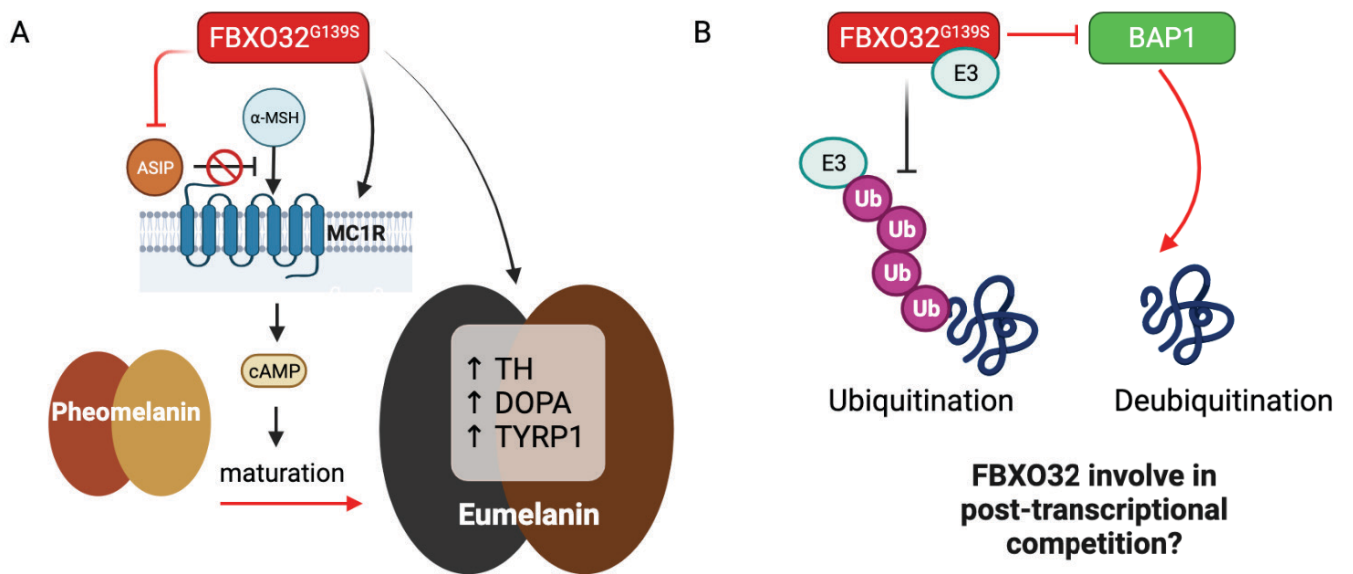 A
FBXO32G139S
α-MSH
ASIP
MC1R
cAMP
Pheomelanin
maturation
↑ TH
↑ DOPA
↑ TYRP1
Eumelanin
B
FBXO32G139S
BAP1
E3
E3
Ub
Ub
Ub
Ub
Ubiquitination
Deubiquitination
FBXO32 involve in
post-transcriptional
competition?